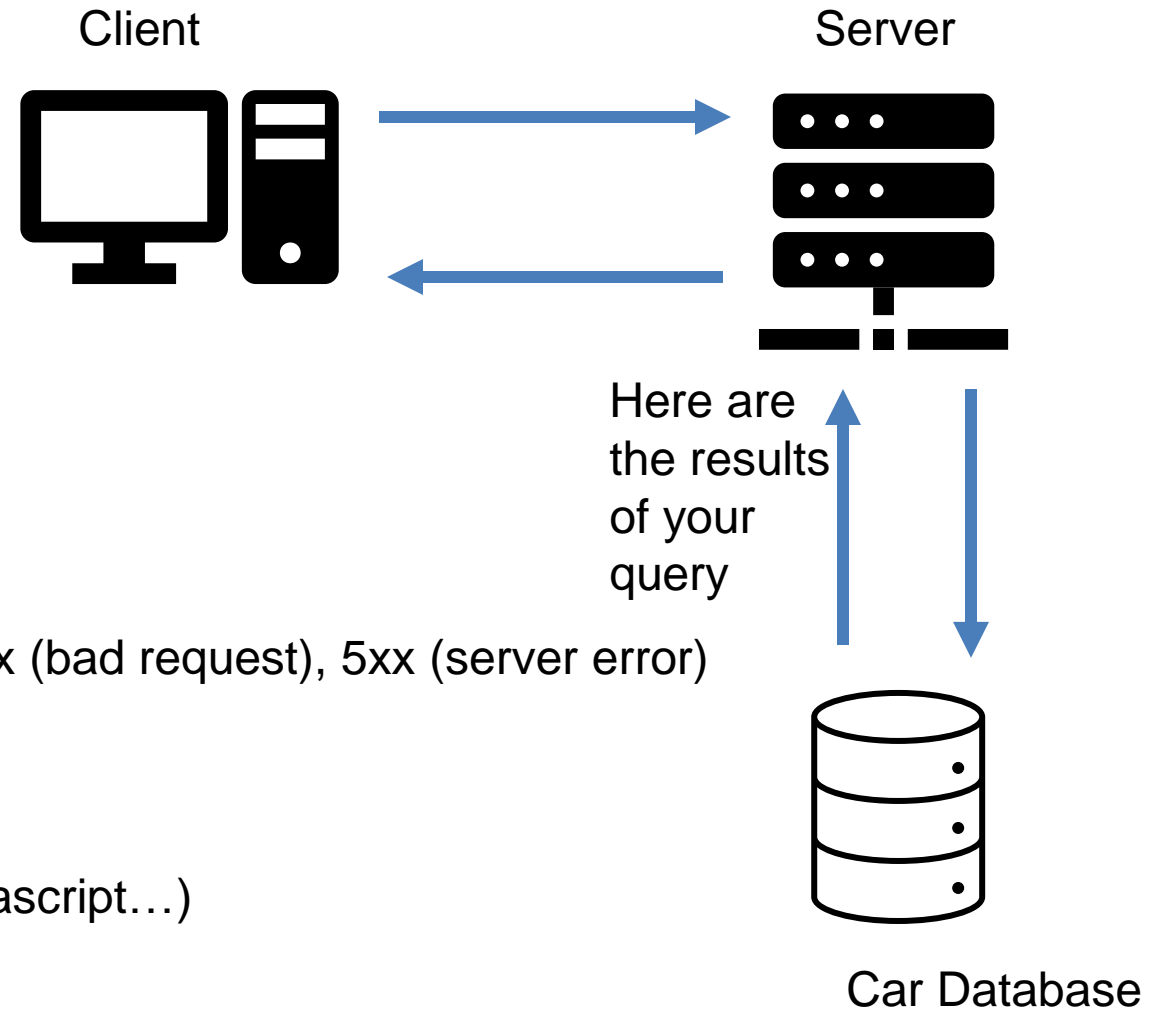 Client
Server
Here are
the results
of your
query
x (bad request), 5xx (server error)
ascript…)
Car Database